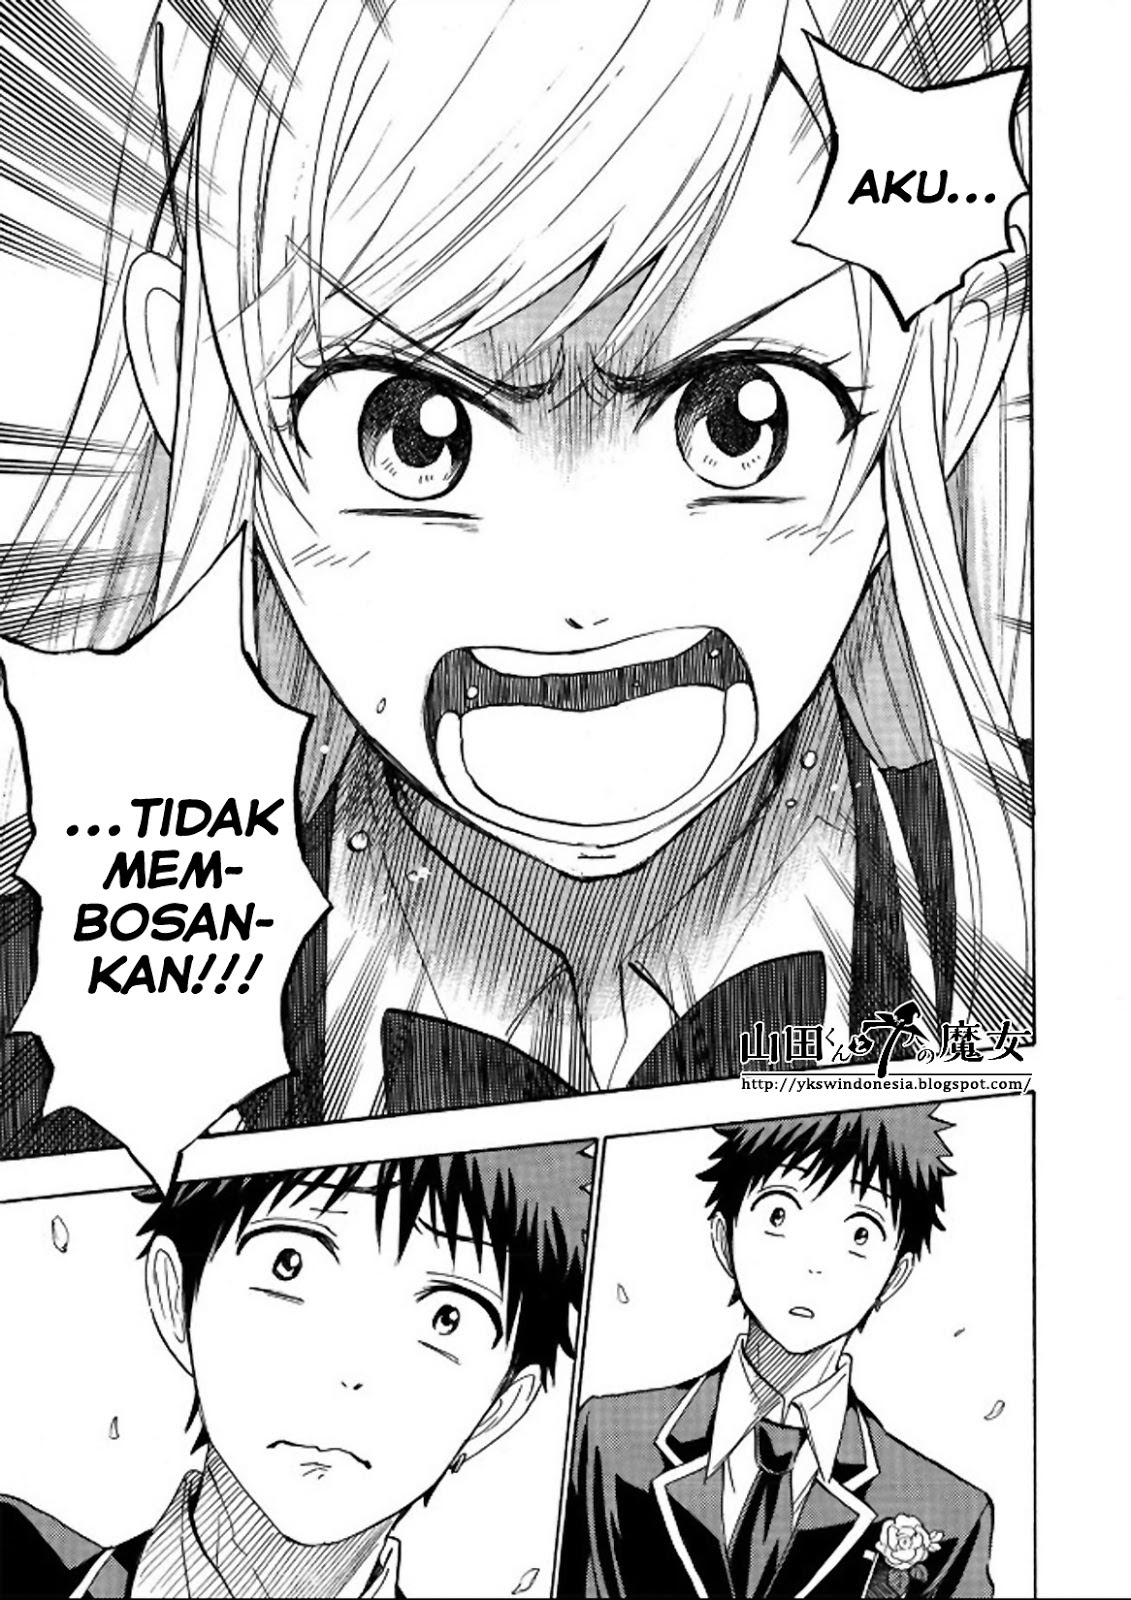 AKU...
...TIDAK
MEM-
BOSAN-
KAN!!!
山田くんと7人の魔女
http://ykswindonesia.blogspot.com/